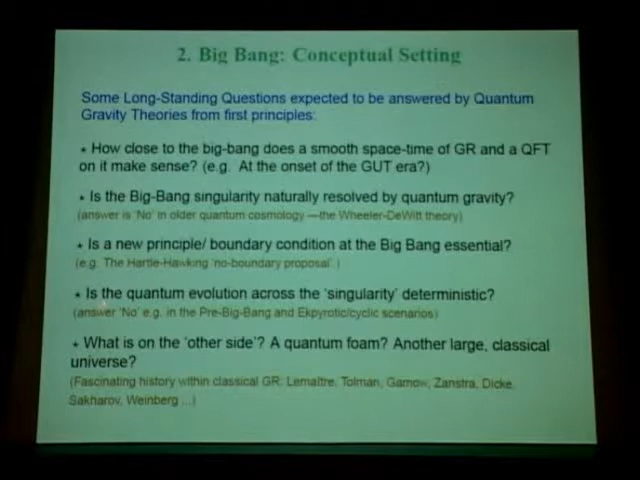 2. Big Bang: Conceptual Setting
Some Long-Standing Questions expected to be answered by Quantum
Gravity Theories from first principles:
⋆ How close to the big-bang does a smooth space-time of GR and a QFT
on it make sense? (e.g. At the onset of the GUT era?)
⋆ Is the Big-Bang singularity naturally resolved by quantum gravity?
(answer is 'No' in older quantum cosmology —the Wheeler-DeWitt theory)
⋆ Is a new principle/ boundary condition at the Big Bang essential?
(e.g. The Hartle-Hawking 'no-boundary proposal'.)
⋆ Is the quantum evolution across the 'singularity' deterministic?
(answer 'No' e.g. in the Pre-Big-Bang and Ekpyrotic/cyclic scenarios)
⋆ What is on the 'other side'? A quantum foam? Another large, classical
universe?
(Fascinating history within classical GR: Lemaître, Tolman, Gamow, Zanstra, Dicke,
Sakharov, Weinberg ...)